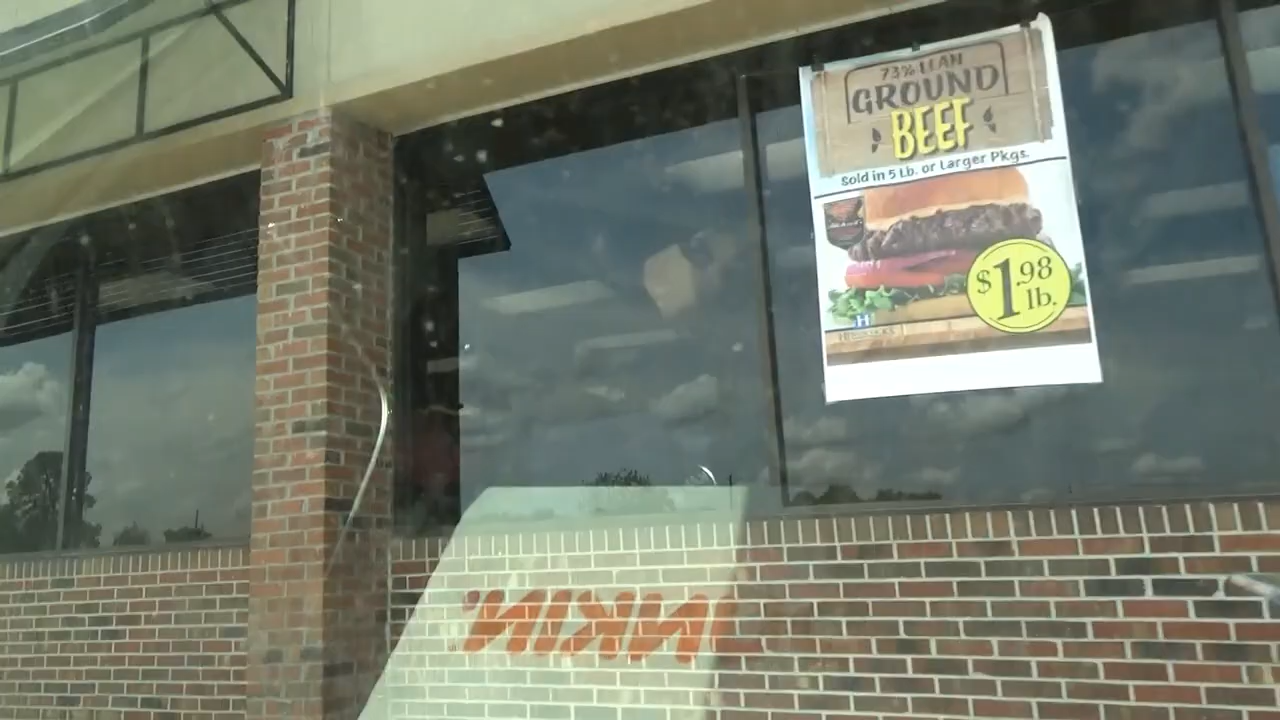 73% LEAN
GROUND
BEEF
Sold in 5 Lb. or Larger Pkgs.
$1.98
lb.
H